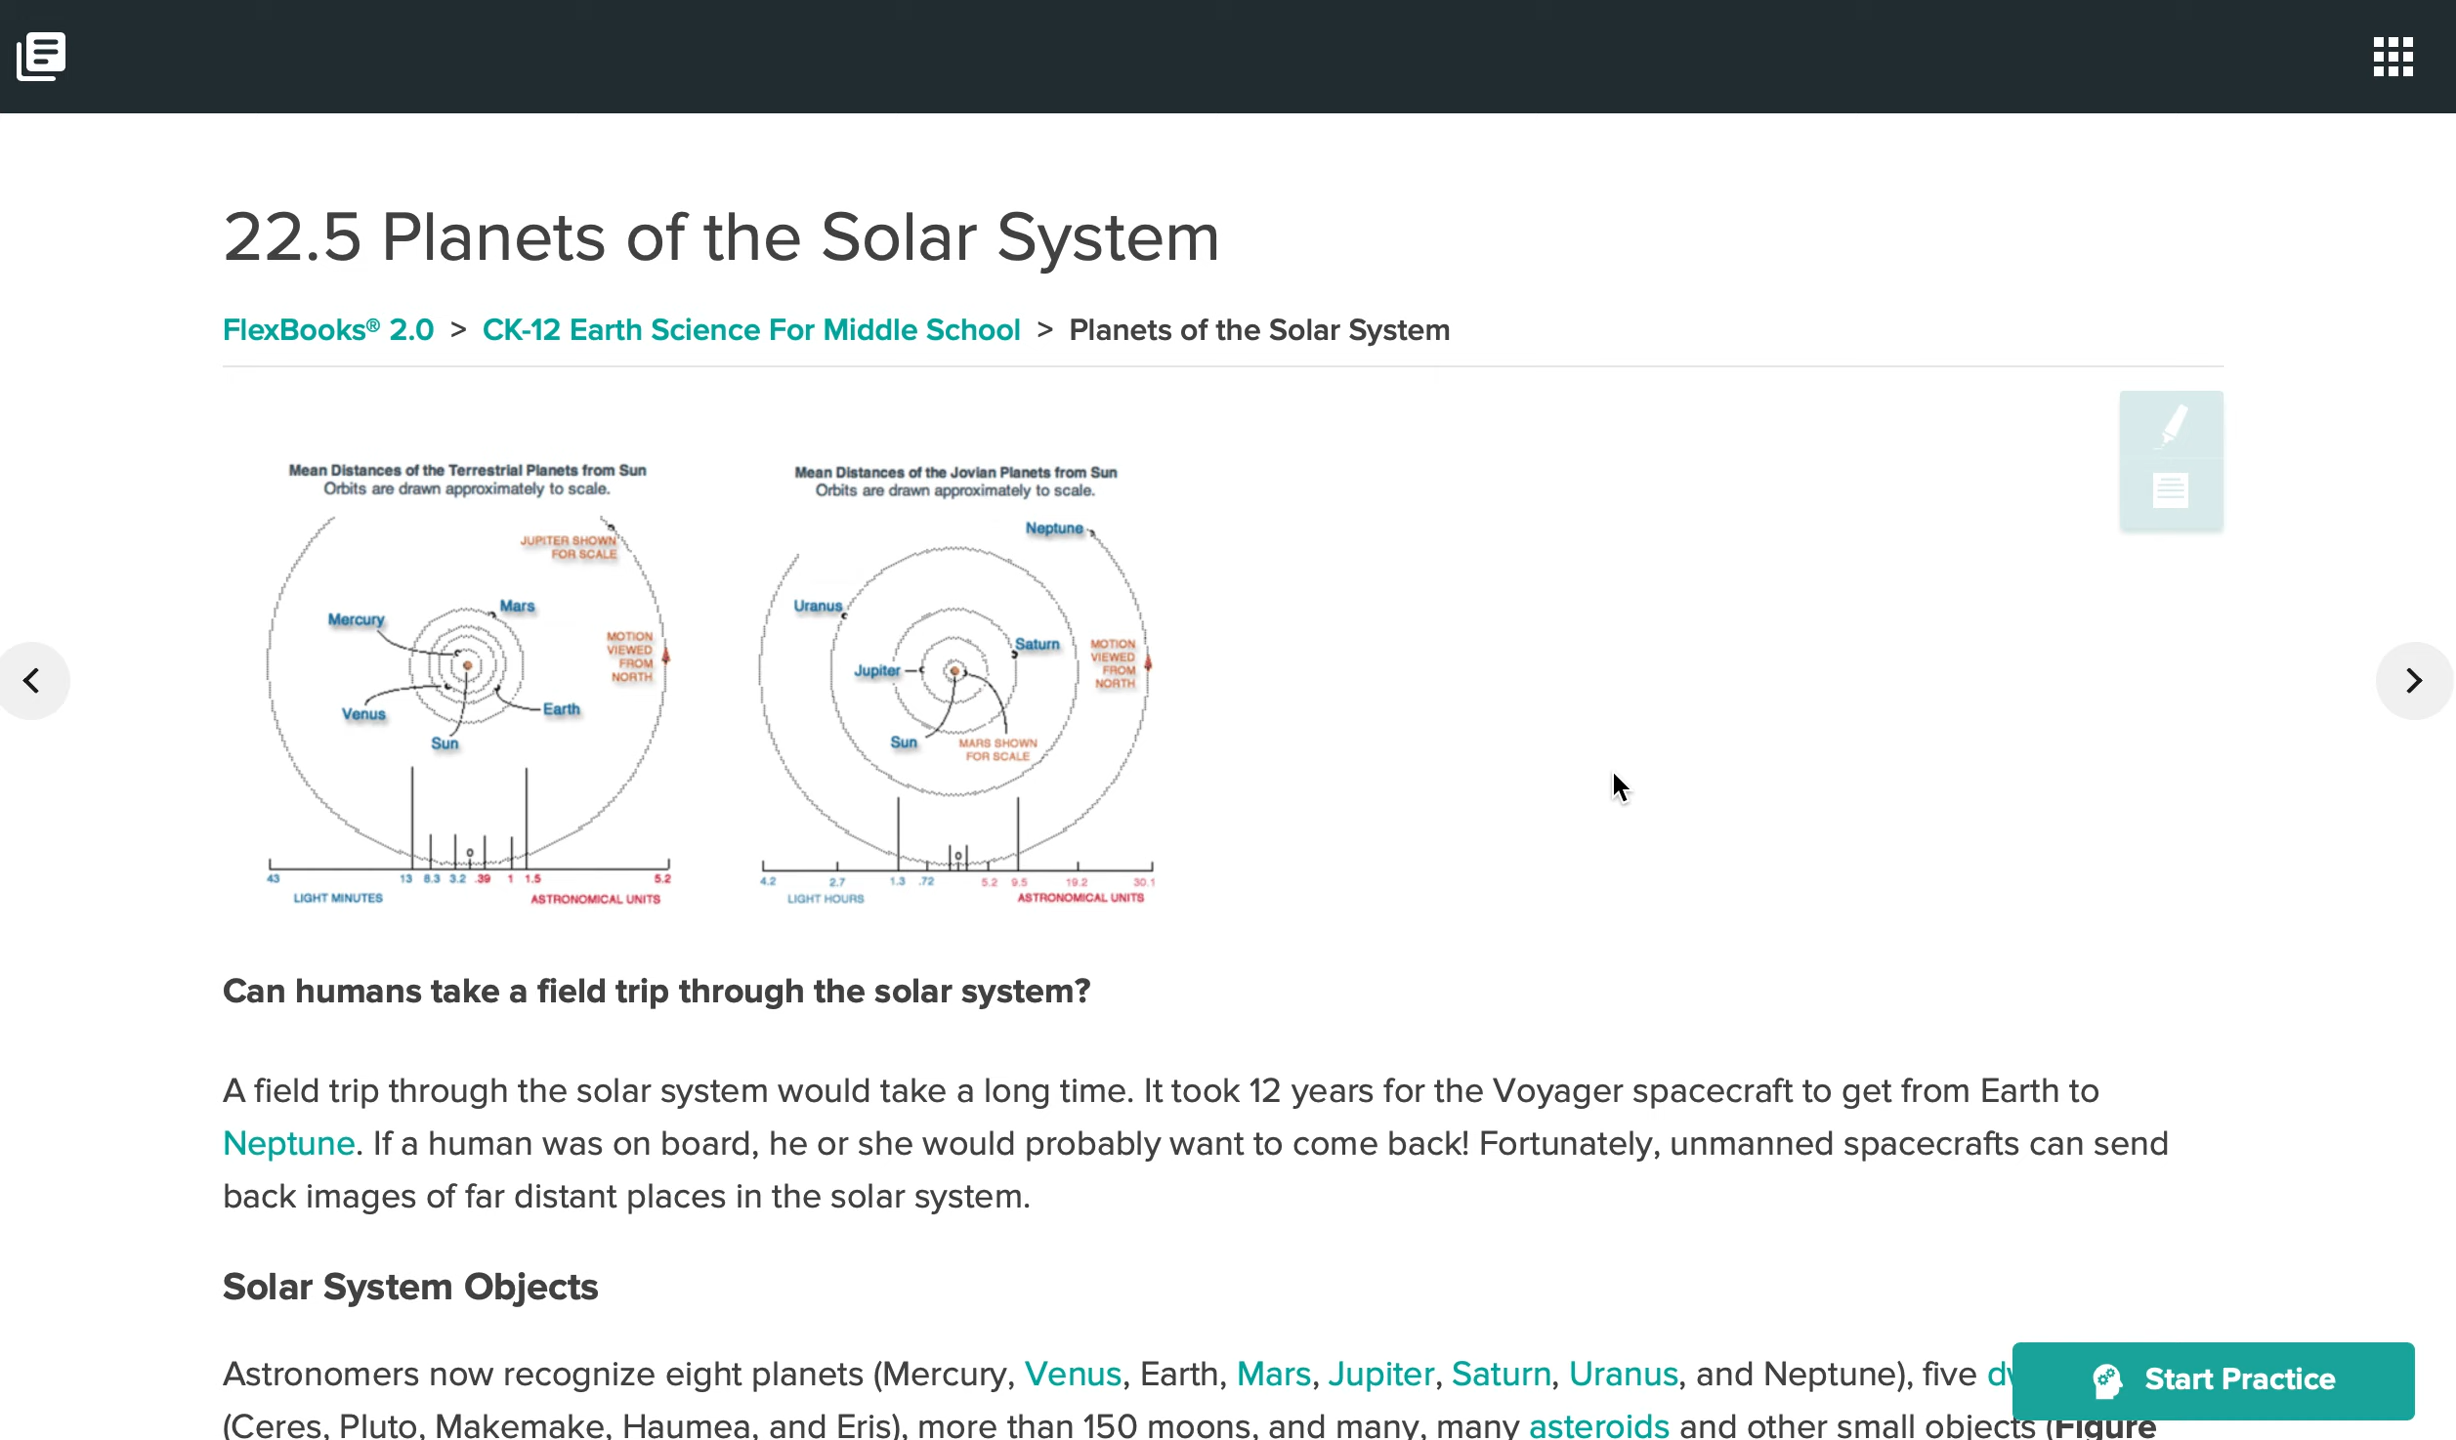 22.5 Planets of the Solar System
FlexBooks® 2.0 > CK-12 Earth Science For Middle School > Planets of the Solar System
Mean Distances of the Terrestrial Planets from Sun
Orbits are drawn approximately to scale.
JUPITER SHOWN
FOR SCALE
Mars
Mercury
MOTION
VIEWED
FROM
NORTH
Earth
Venus
Sun
0
43 13 8.3 3.2 .39 1 1.5 5.2
LIGHT MINUTES ASTRONOMICAL UNITS
Mean Distances of the Jovian Planets from Sun
Orbits are drawn approximately to scale.
Neptune
Uranus
Saturn
MOTION
VIEWED
FROM
NORTH
Jupiter
Sun
MARS SHOWN
FOR SCALE
0
4.2 2.7 1.3 .72 5.2 9.5 19.2 30.1
LIGHT HOURS ASTRONOMICAL UNITS
Can humans take a field trip through the solar system?
A field trip through the solar system would take a long time. It took 12 years for the Voyager spacecraft to get from Earth to
Neptune. If a human was on board, he or she would probably want to come back! Fortunately, unmanned spacecrafts can send
back images of far distant places in the solar system.
Solar System Objects
Astronomers now recognize eight planets (Mercury, Venus, Earth, Mars, Jupiter, Saturn, Uranus, and Neptune), five
(Ceres, Pluto, Makemake, Haumea, and Eris), more than 150 moons, and many, many asteroids and other small objects (Figure
Start Practice